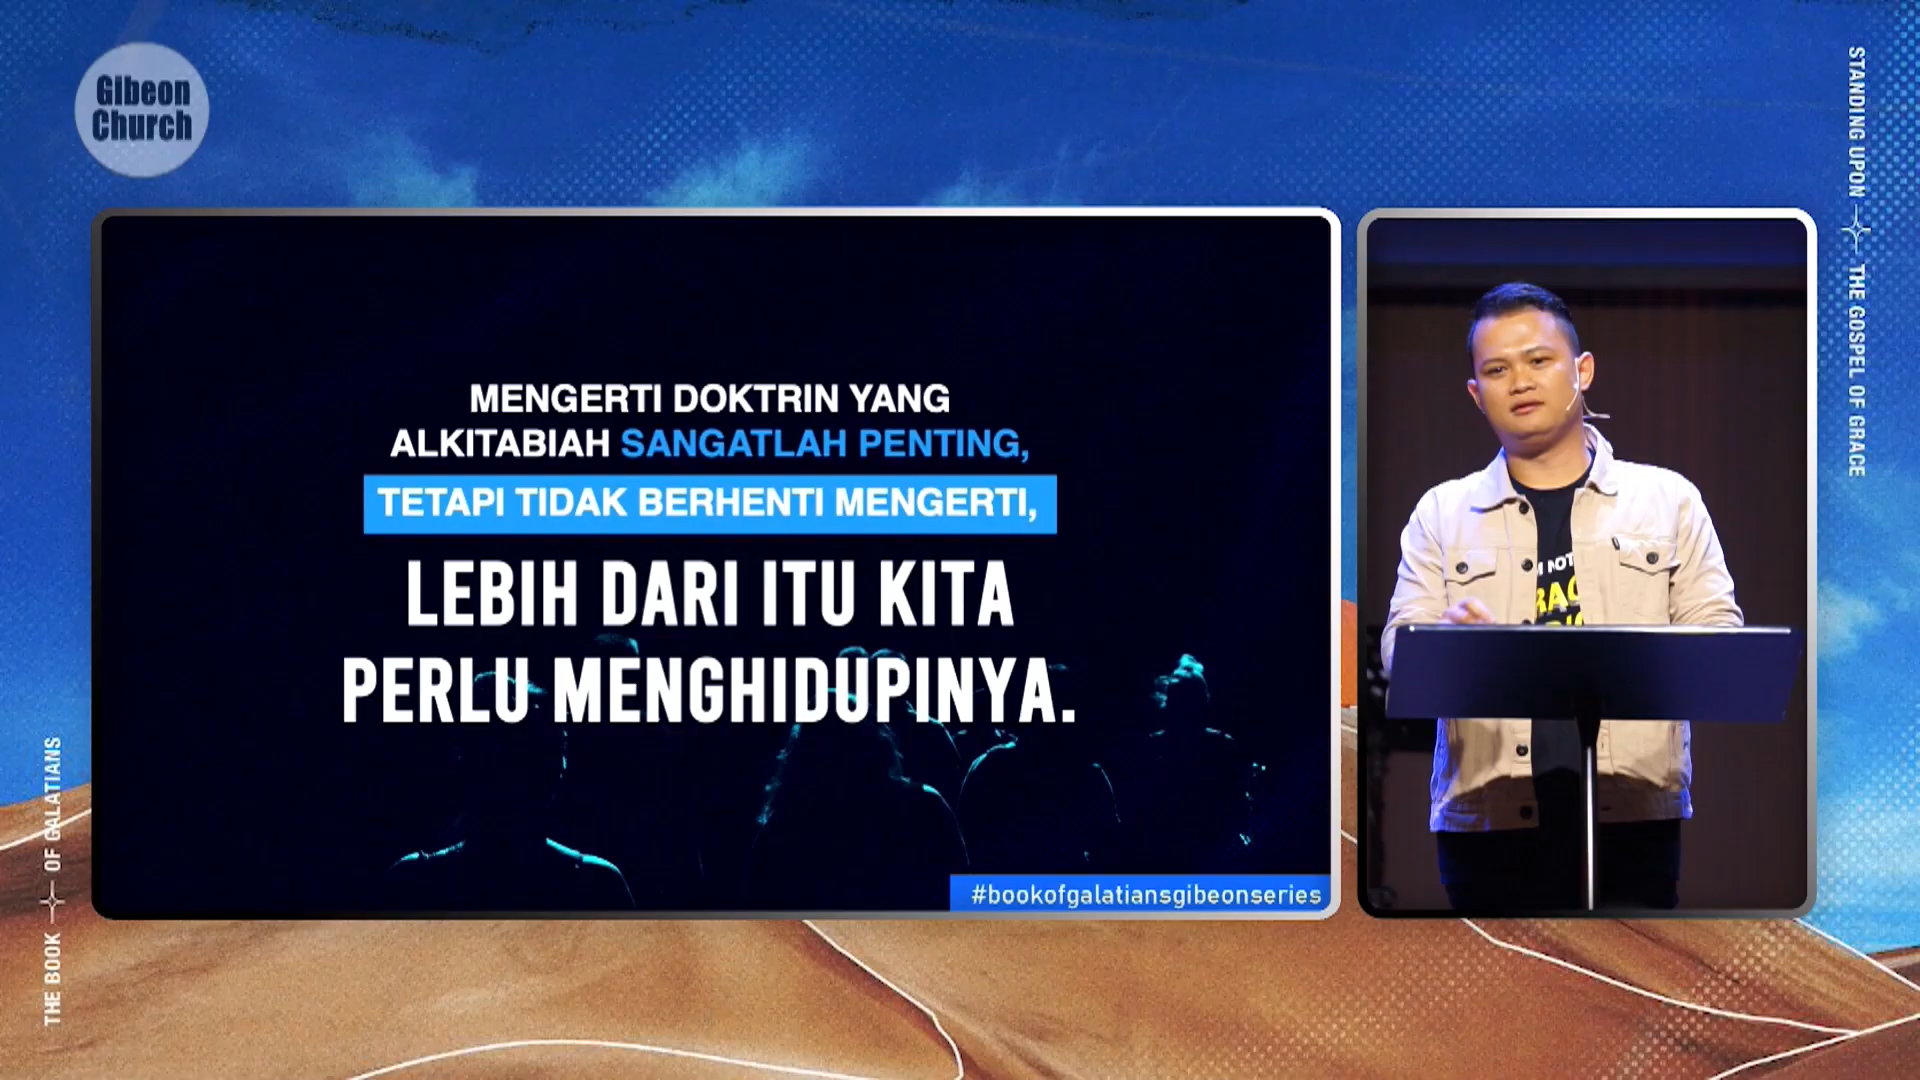 Gibeon
Church
MENGERTI DOKTRIN YANG
ALKITABIAH SANGATLAH PENTING,
TETAPI TIDAK BERHENTI MENGERTI,
LEBIH DARI ITU KITA
PERLU MENGHIDUPINYA.
#bookofgalatiansgibeonseries
STANDING UPON THE GOSPEL OF GRACE
THE BOOK OF GALATIANS
NOT